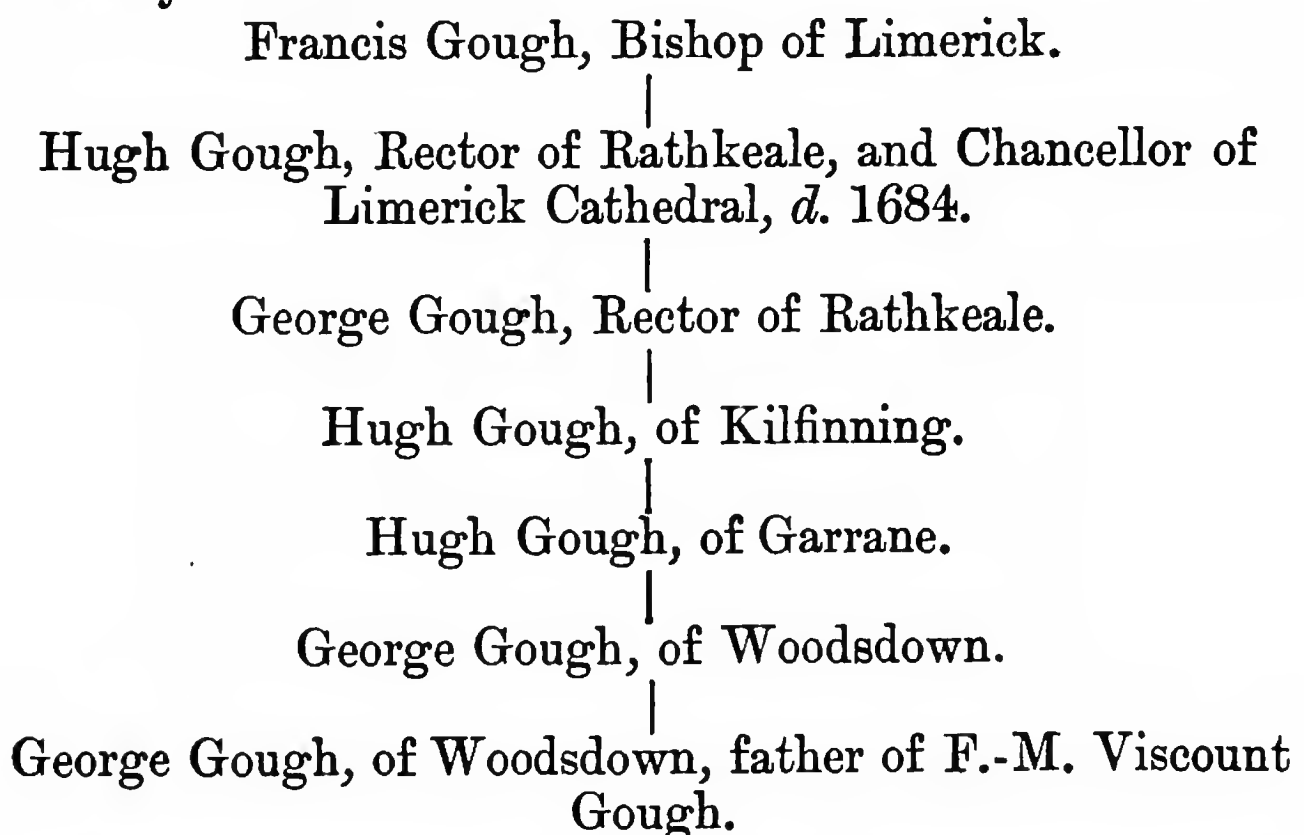 Francis Gough, Bishop of Limerick.
Hugh Gough, Rector of Rathkeale, and Chancellor of
Limerick Cathedral, d. 1684.
George Gough, Rector of Rathkeale.
Hugh Gough, of Kilfinning.
Hugh Gough, of Garrane.
George Gough, of Woodsdown.
George Gough, of Woodsdown, father of F.-M. Viscount
Gough.